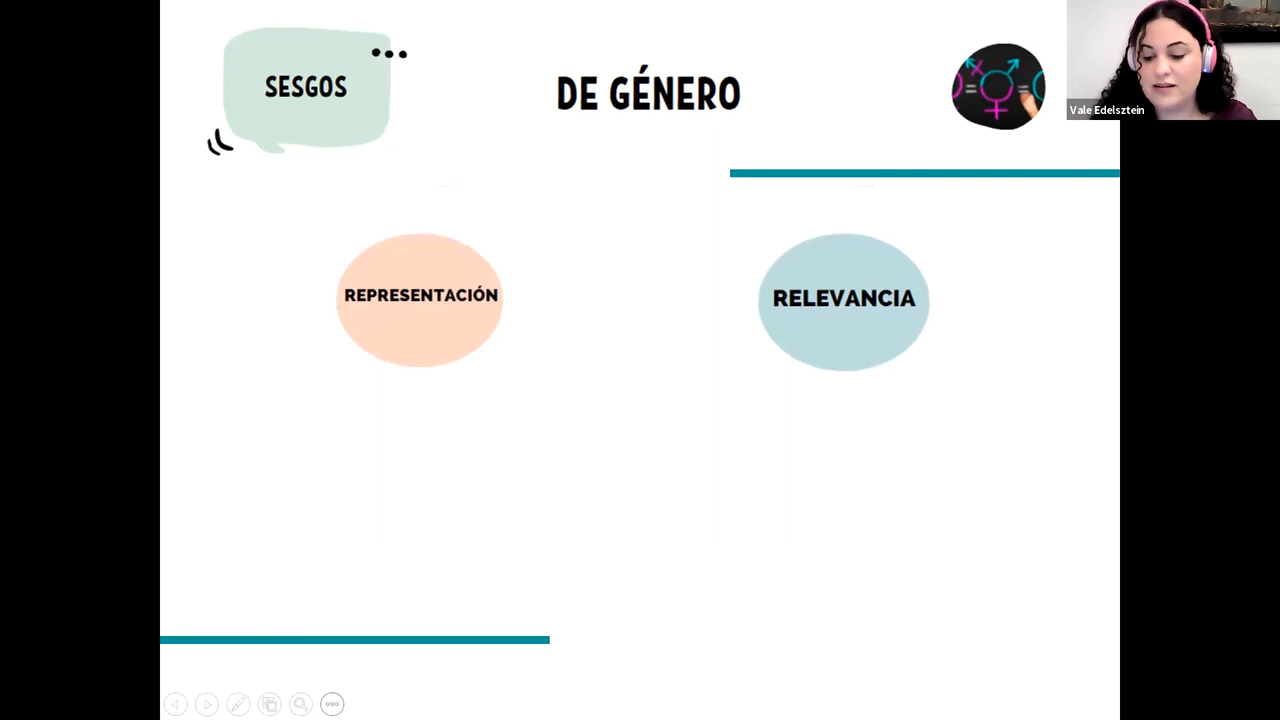 SESGOS
DE GÉNERO
Vale Edelsztein
REPRESENTACIÓN
RELEVANCIA